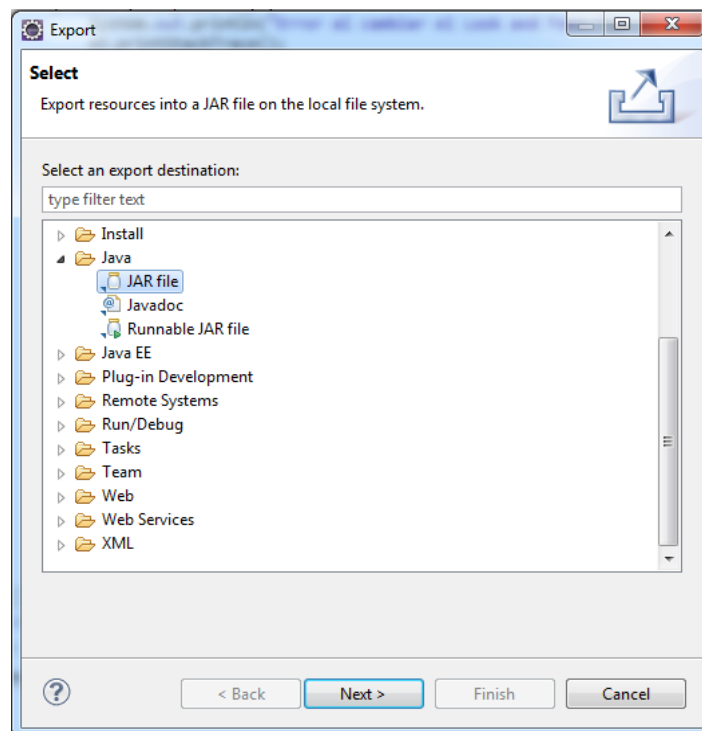 Export
Select
Export resources into a JAR file on the local file system.
Select an export destination:
type filter text
Install
Java
JAR file
Javadoc
Runnable JAR file
Java EE
Plug-in Development
Remote Systems
Run/Debug
Tasks
Team
Web
Web Services
XML
? < Back Next > Finish Cancel